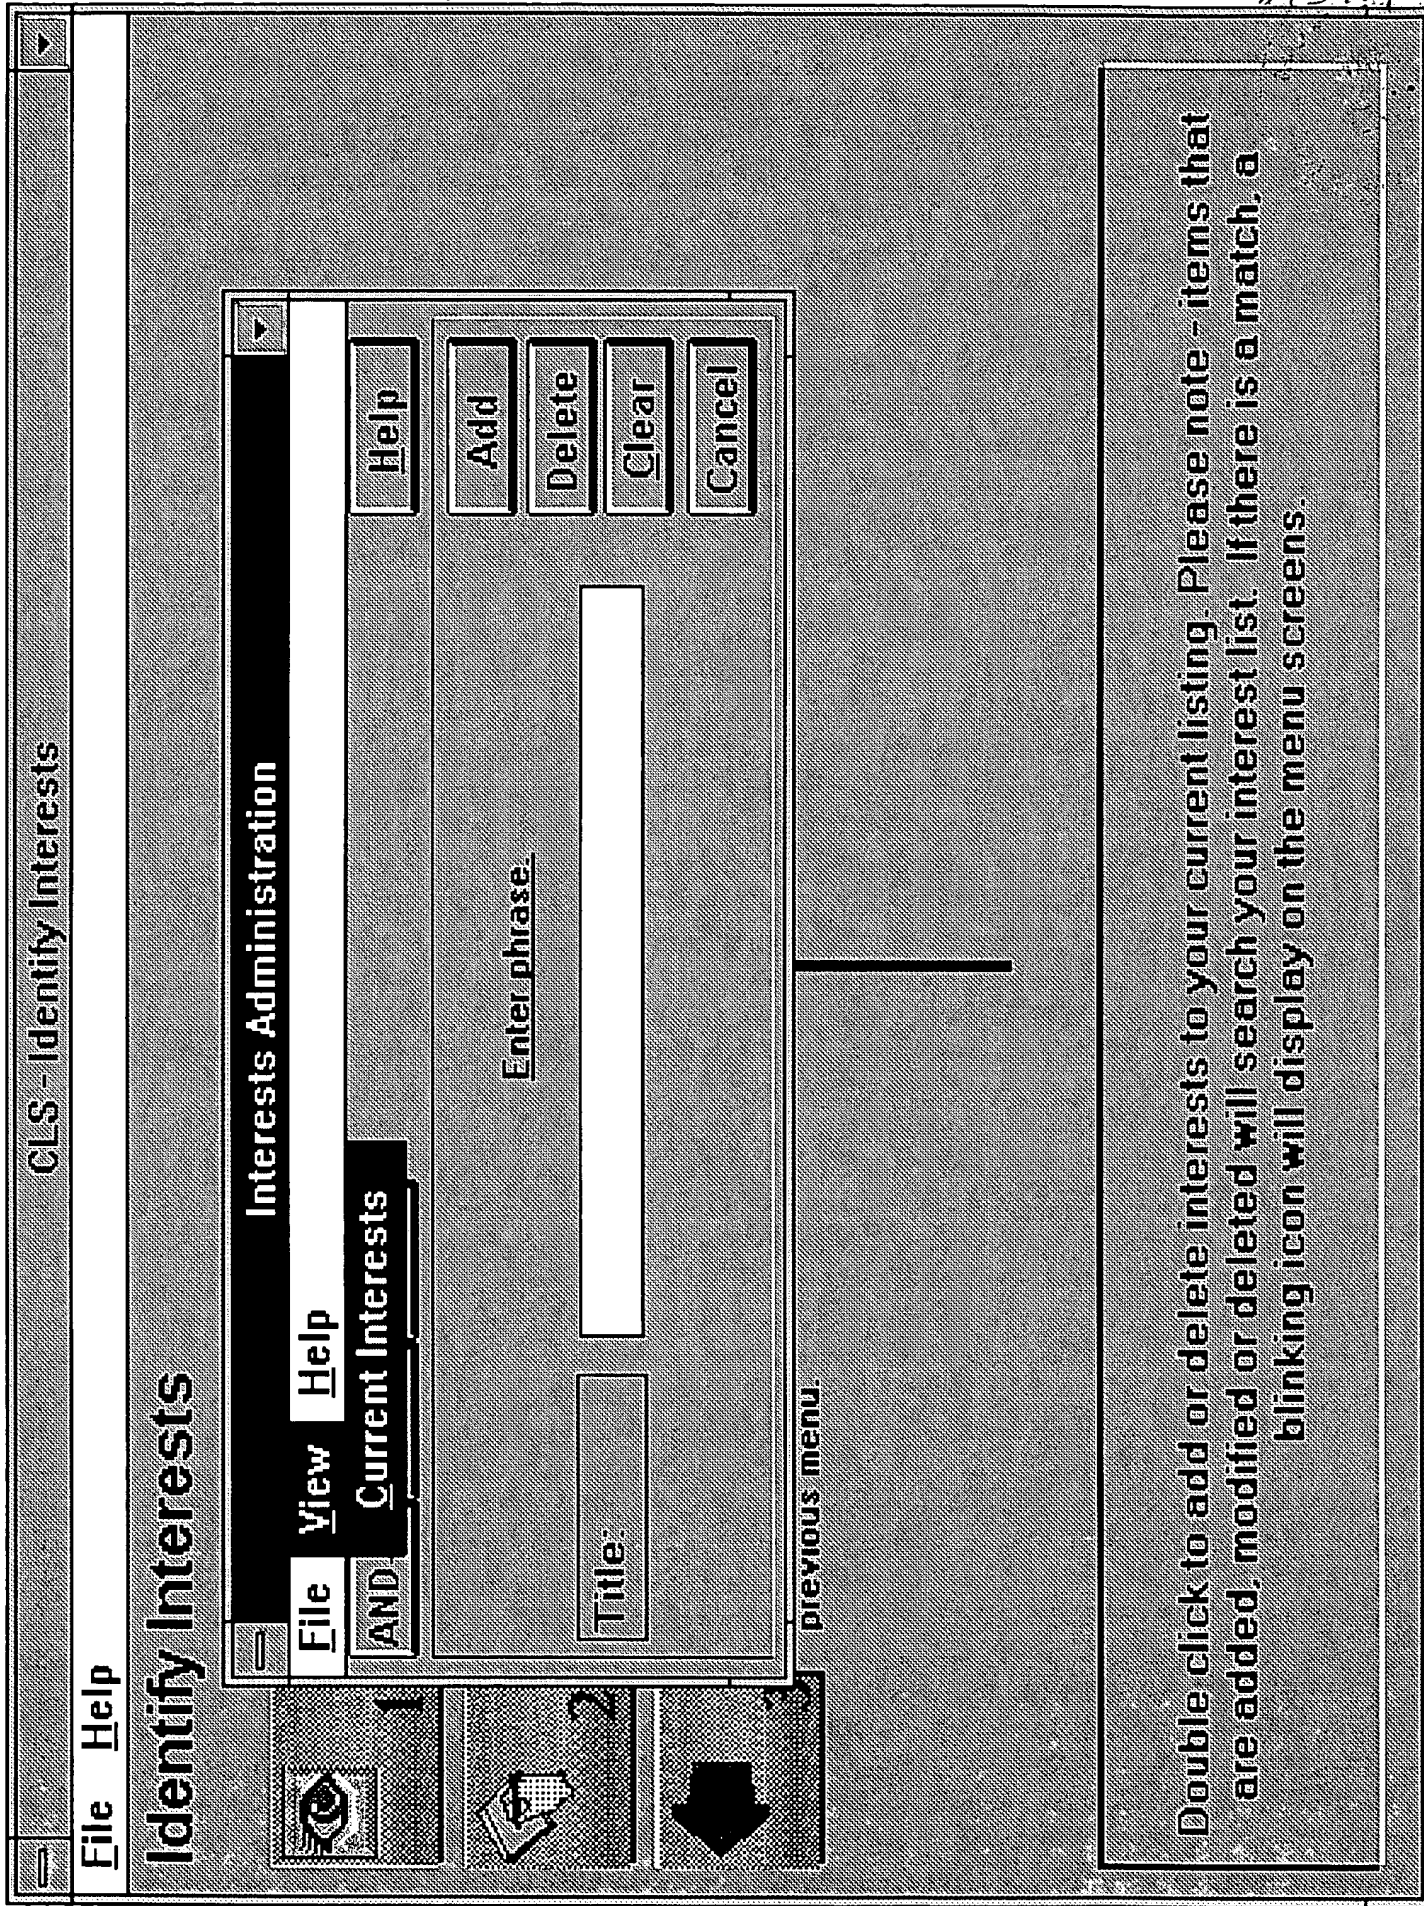 CLS - Identify Interests
File Help
Identify Interests
Interests Administration
File View Help
AND
Current Interests
Help
Enter phrase.
Title:
Add
Delete
Clear
Cancel
1
2
3
previous menu.
Double click to add or delete interests to your current listing. Please note - items that
are added, modified or deleted will search your interest list. If there is a match, a
blinking icon will display on the menu screens.